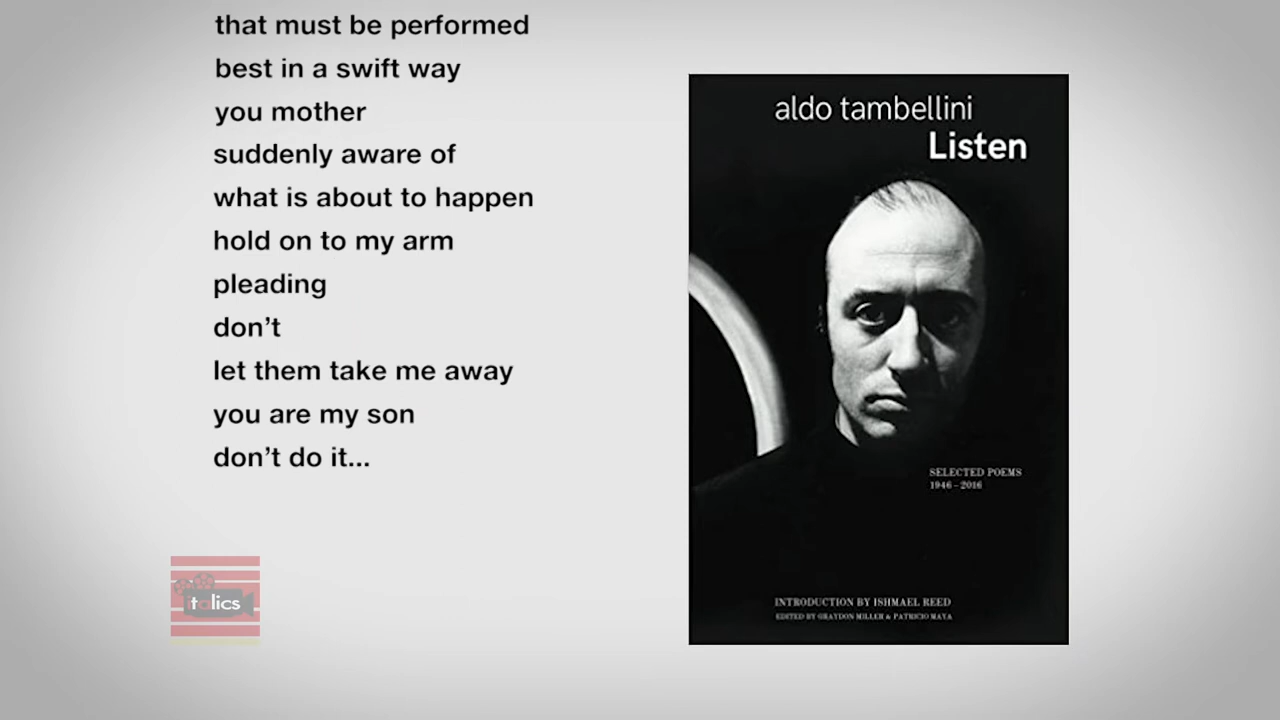 that must be performed
best in a swift way
you mother
suddenly aware of
what is about to happen
hold on to my arm
pleading
don’t
let them take me away
you are my son
don’t do it...
aldo tambellini
Listen
SELECTED POEMS
1946 – 2016
INTRODUCTION BY ISHMAEL REED
EDITED BY GRAYDON MILLER & PATRICIO MAYA
italics